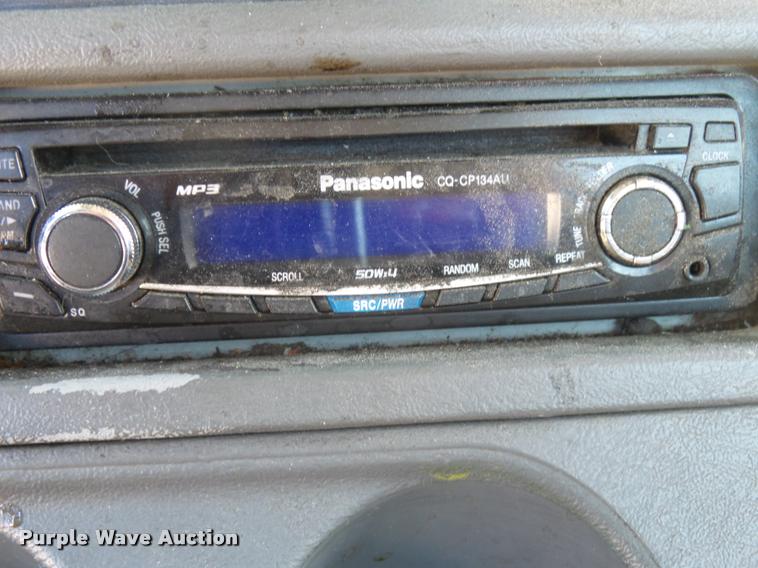 CLOCK
MP3
Panasonic CQ-CP134AU
VOL
PUSH SEL
TUNE
SCROLL
50Wx4
RANDOM
SCAN
REPEAT
SRC/PWR
SQ
Purple Wave Auction